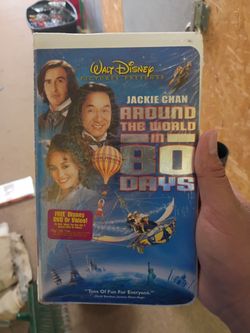 WALT DISNEY
PICTURES PRESENTS
JACKIE CHAN
AROUND
THE WORLD
IN
80
DAYS
FREE Disney
DVD Or Video!
"Tons Of Fun For Everyone."